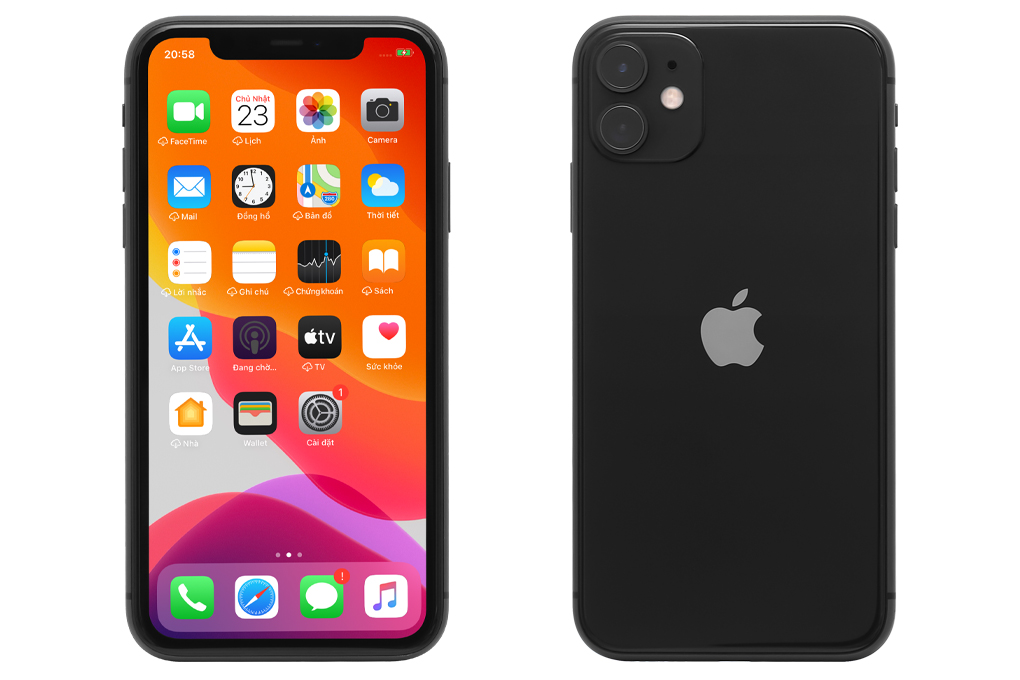 20:58
FaceTime
Chủ Nhật
23
Lịch
Ảnh
Camera
Mail
Đồng hồ
280
Bản đồ
Thời tiết
Lời nhắc
Ghi chú
Chứng khoán
Sách
App Store
Đang chờ...
tv
TV
Sức khỏe
Nhà
Wallet
1
Cài đặt
!